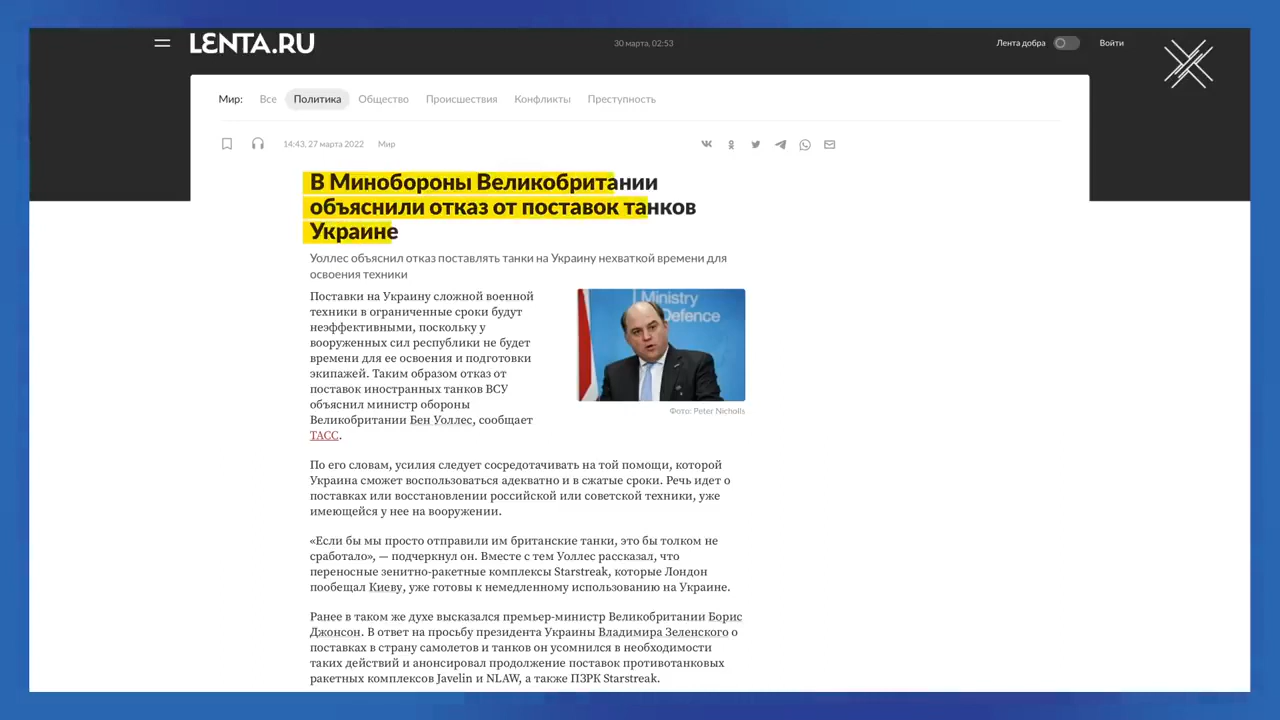 LENTA.RU
30 марта, 02:53
Лента добра
Войти
Мир: Все Политика Общество Происшествия Конфликты Преступность
14:43, 27 марта 2022 Мир
В Минобороны Великобритании
объяснили отказ от поставок танков
Украине
Уоллес объяснил отказ поставлять танки на Украину нехваткой времени для
освоения техники
Поставки на Украину сложной военной
техники в ограниченные сроки будут
неэффективными, поскольку у
вооруженных сил республики не будет
времени для ее освоения и подготовки
экипажей. Таким образом отказ от
поставок иностранных танков ВСУ
объяснил министр обороны
Великобритании Бен Уоллес, сообщает
ТАСС.
Ministry
Defence
Фото: Peter Nicholls
По его словам, усилия следует сосредотачивать на той помощи, которой
Украина сможет воспользоваться адекватно и в сжатые сроки. Речь идет о
поставках или восстановлении российской или советской техники, уже
имеющейся у нее на вооружении.
«Если бы мы просто отправили им британские танки, это бы толком не
сработало», — подчеркнул он. Вместе с тем Уоллес рассказал, что
переносные зенитно-ракетные комплексы Starstreak, которые Лондон
пообещал Киеву, уже готовы к немедленному использованию на Украине.
Ранее в таком же духе высказался премьер-министр Великобритании Борис
Джонсон. В ответ на просьбу президента Украины Владимира Зеленского о
поставках в страну самолетов и танков он усомнился в необходимости
таких действий и анонсировал продолжение поставок противотанковых
ракетных комплексов Javelin и NLAW, а также ПЗРК Starstreak.